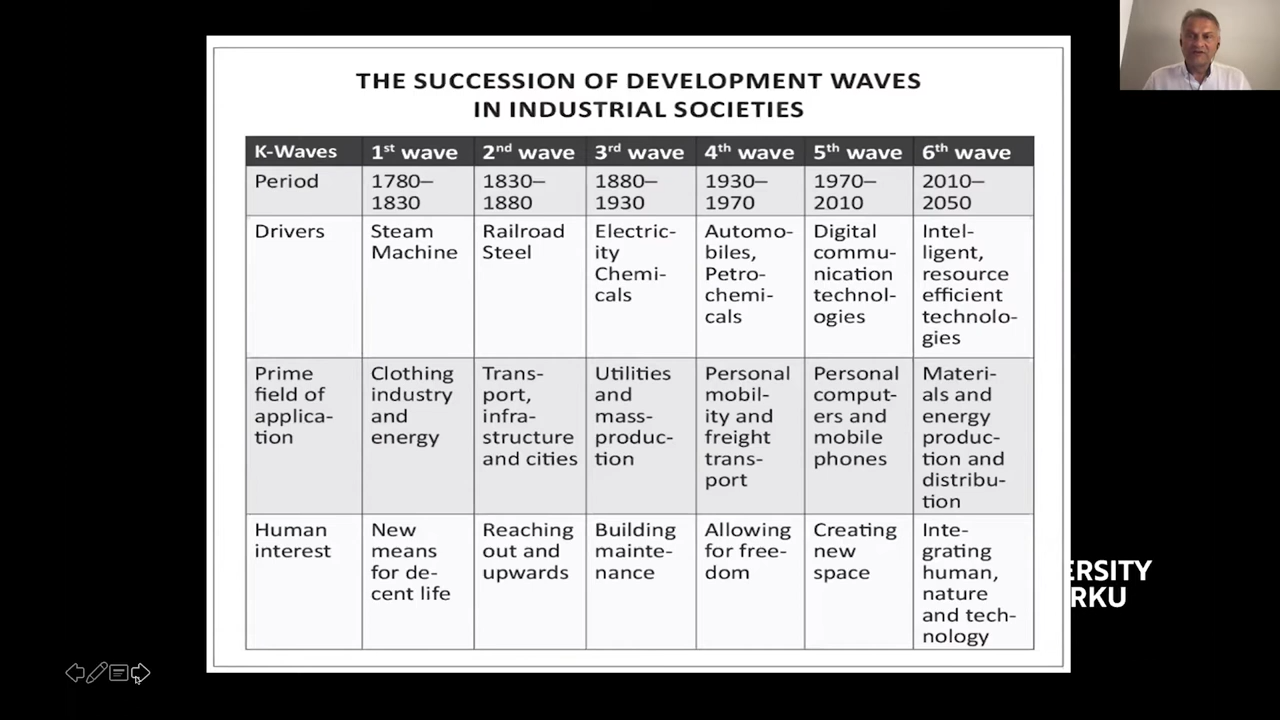 THE SUCCESSION OF DEVELOPMENT WAVES
IN INDUSTRIAL SOCIETIES
K-Waves
1st wave
2nd wave
3rd wave
4th wave
5th wave
6th wave
Period
1780–
1830
1830–
1880
1880–
1930
1930–
1970
1970–
2010
2010–
2050
Drivers
Steam
Machine
Railroad
Steel
Electric-
ity
Chemi-
cals
Automo-
biles,
Petro-
chemi-
cals
Digital
commu-
nication
technol-
ogies
Intel-
ligent,
resource
efficient
technolo-
gies
Prime
field of
applica-
tion
Clothing
industry
and
energy
Trans-
port,
infra-
structure
and cities
Utilities
and
mass-
produc-
tion
Personal
mobil-
ity and
freight
trans-
port
Personal
comput-
ers and
mobile
phones
Materi-
als and
energy
produc-
tion and
distribu-
tion
Human
interest
New
means
for de-
cent life
Reaching
out and
upwards
Building
mainte-
nance
Allowing
for free-
dom
Creating
new
space
Inte-
grating
human,
nature
and tech-
nology
ERSITY
RKU